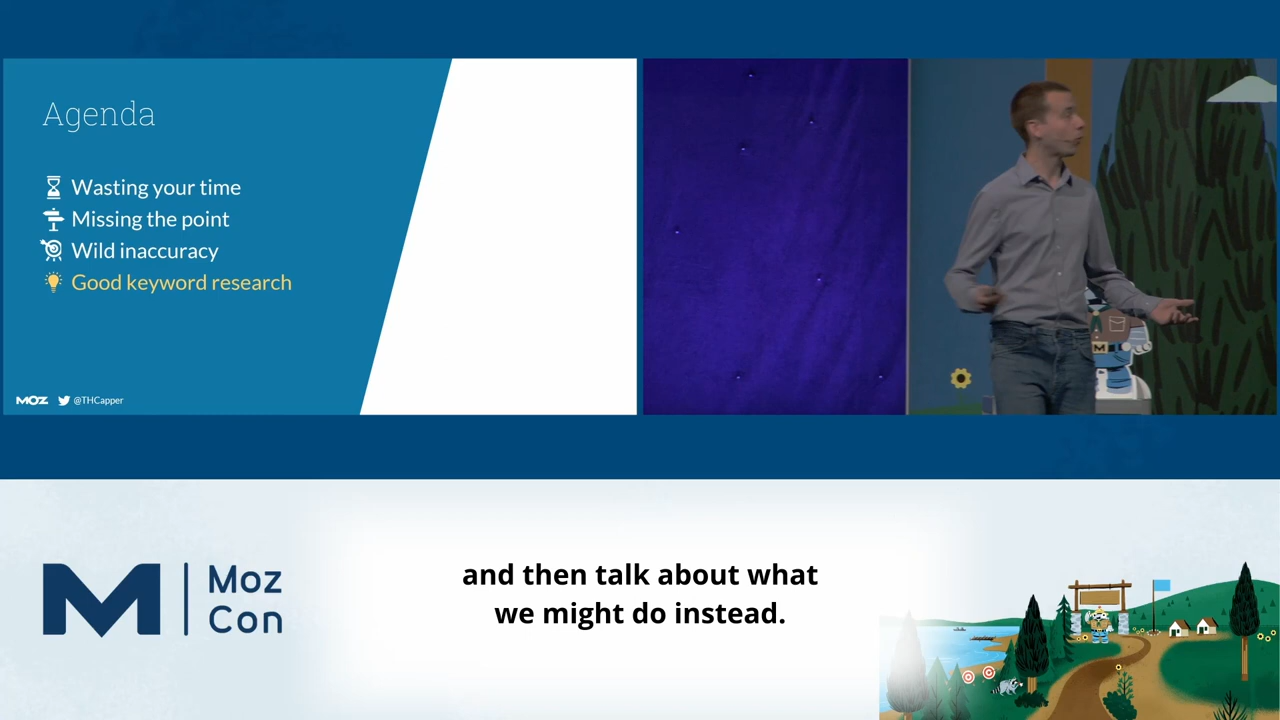 Agenda
Wasting your time
Missing the point
Wild inaccuracy
Good keyword research
MOZ @THCapper
M
M Moz
Con
and then talk about what
we might do instead.